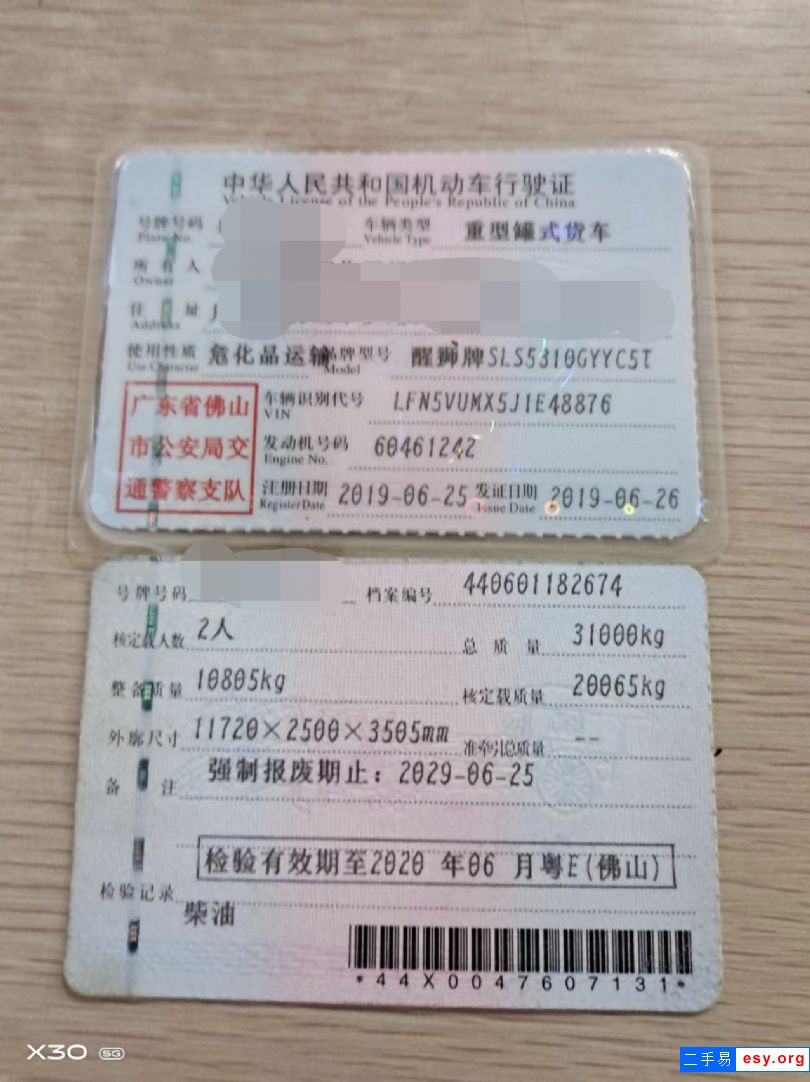 中华人民共和国机动车行驶证
Vehicle License of the People's Republic of China
号牌号码 车辆类型 重型罐式货车
Plate No. Vehicle Type
所有人
Owner
住址
Address
使用性质 危化品运输 品牌型号 醒狮牌SLS5310GYYC5T
Use Character Model
广东省佛山
市公安局交
通警察支队
车辆识别代号 LFN5VUMX5J1E48876
VIN
发动机号码 60461242
Engine No.
注册日期 2019-06-25 发证日期 2019-06-26
Register Date Issue Date
号牌号码 档案编号 440601182674
核定载人数 2人 总质量 31000kg
整备质量 10805kg 核定载质量 20065kg
外廓尺寸 11720×2500×3505mm 准牵引总质量 --
备注 强制报废期止：2029-06-25
检验有效期至2020 年06 月粤E(佛山)
检验记录
柴油
*44X0047607131*
X30 5G
二手易 esy.org